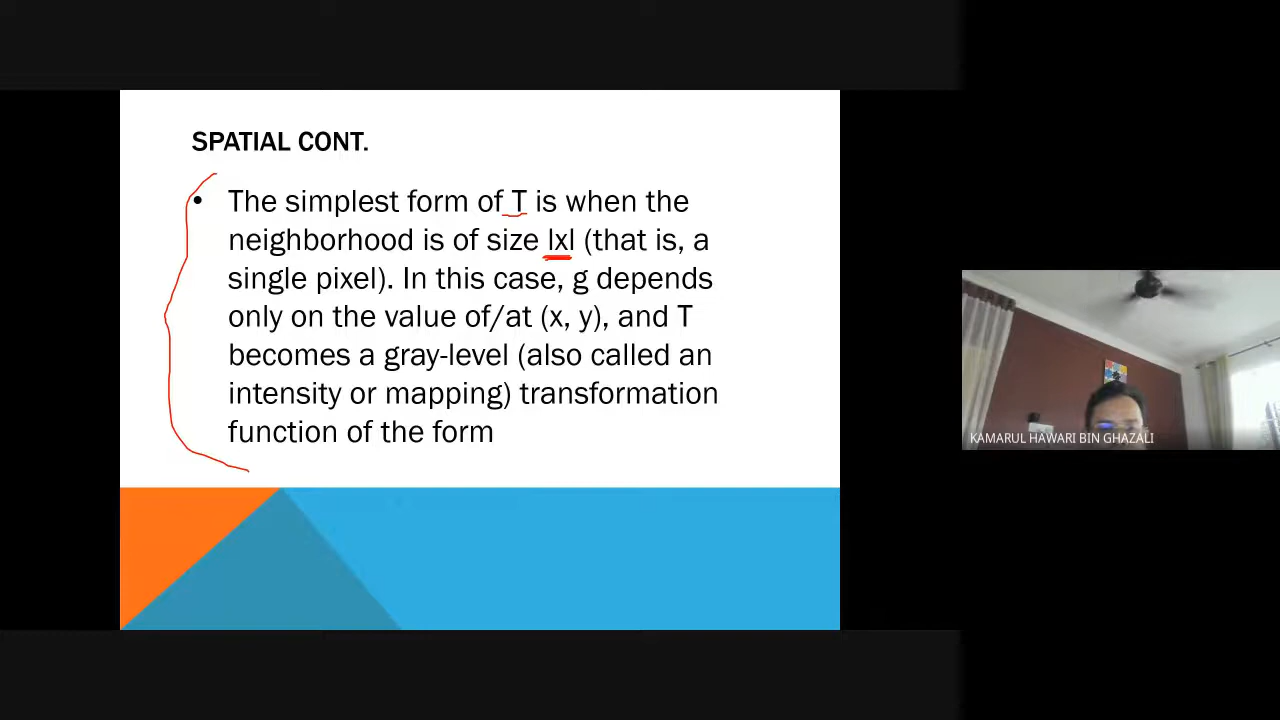 SPATIAL CONT.
• The simplest form of T is when the
neighborhood is of size lxl (that is, a
single pixel). In this case, g depends
only on the value of/at (x, y), and T
becomes a gray-level (also called an
intensity or mapping) transformation
function of the form
KAMARUL HAWARI BIN GHAZALI